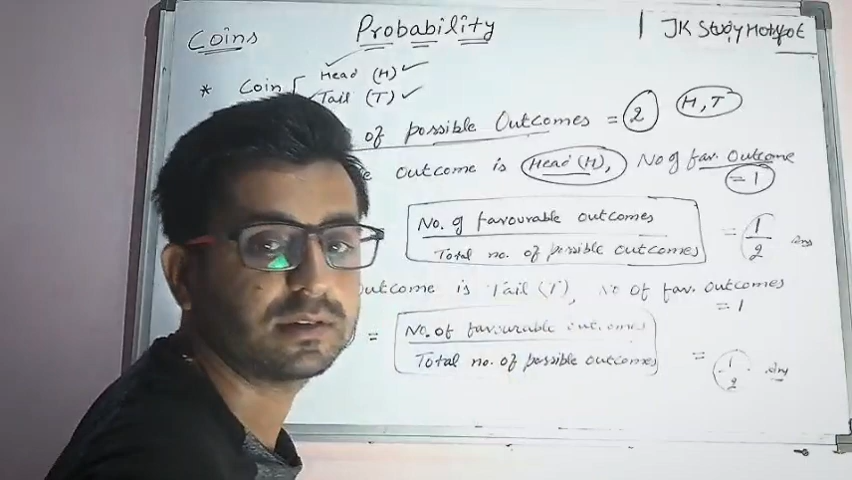 Coins Probability JK Study Hotspot
* Coin Head (H) ✓
Tail (T) ✓
of possible Outcomes = 2 H, T
outcome is Head (H), No of fav. Outcome
= 1
No. of favourable outcomes
Total no. of possible outcomes
= 1/2 Ans
outcome is Tail (T), No of fav. outcomes
= 1
= No. of favourable outcomes
Total no. of possible outcomes
= 1/2 Ans